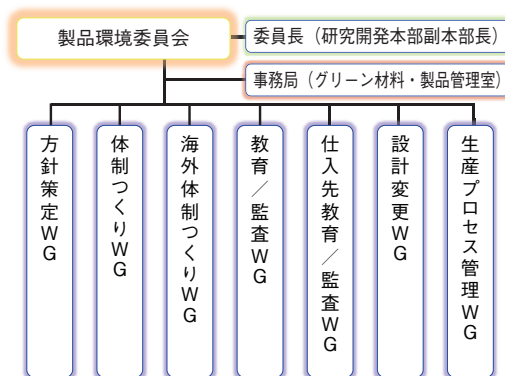 製品環境委員会
委員長（研究開発本部副本部長）
事務局（グリーン材料・製品管理室）
方針策定WG
体制つくりWG
海外体制つくりWG
教育／監査WG
仕入先教育／監査WG
設計変更WG
生産プロセス管理WG